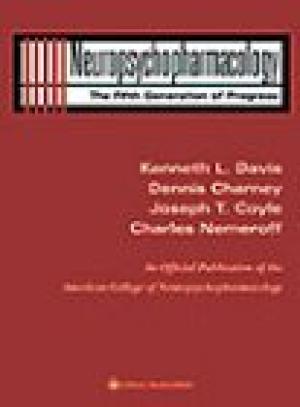 Neuropsychopharmacology
The Fifth Generation of Progress
Kenneth L. Davis
Dennis Charney
Joseph T. Coyle
Charles Nemeroff
An Official Publication of the
American College of Neuropsychopharmacology